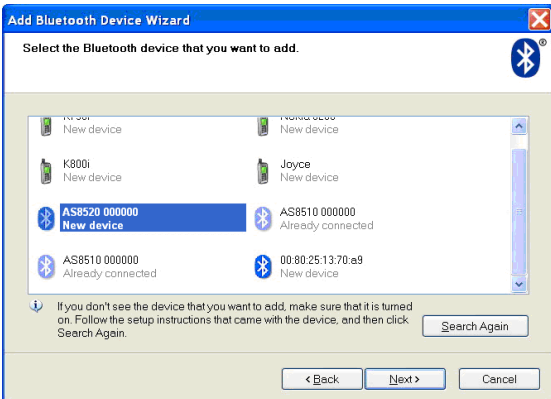 Add Bluetooth Device Wizard
Select the Bluetooth device that you want to add.
New device
New device
K800i
New device
Joyce
New device
AS8520 000000
New device
AS8510 000000
Already connected
AS8510 000000
Already connected
00:80:25:13:70:a9
New device
If you don't see the device that you want to add, make sure that it is turned
on. Follow the setup instructions that came with the device, and then click
Search Again.
Search Again
< Back
Next >
Cancel